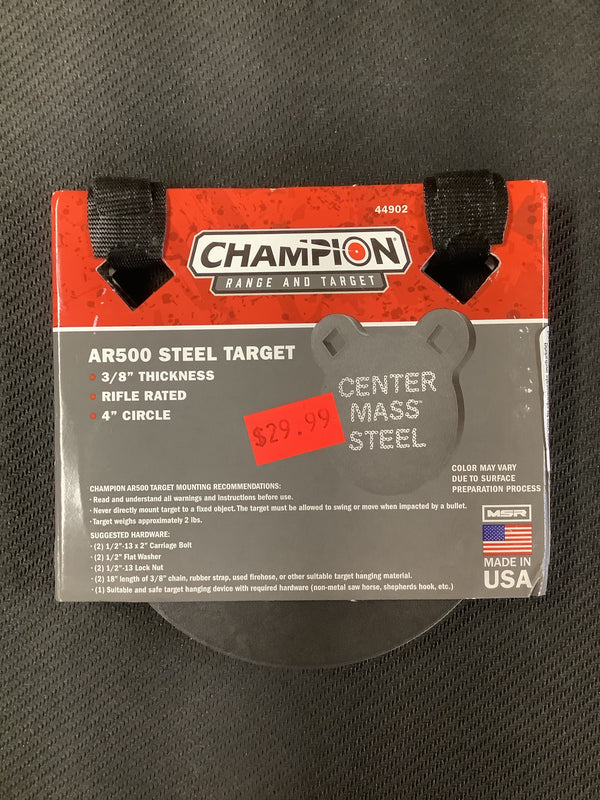 44902
CHAMPION®
RANGE AND TARGET
AR500 STEEL TARGET
• 3/8" THICKNESS
• RIFLE RATED
• 4" CIRCLE
CENTER
MASS™
STEEL
$29.99
COLOR MAY VARY
DUE TO SURFACE
PREPARATION PROCESS
CHAMPION AR500 TARGET MOUNTING RECOMMENDATIONS:
• Read and understand all warnings and instructions before use.
• Never directly mount target to a fixed object. The target must be allowed to swing or move when impacted by a bullet.
• Target weighs approximately 2 lbs.
SUGGESTED HARDWARE:
• (2) 1/2"-13 x 2" Carriage Bolt
• (2) 1/2" Flat Washer
• (2) 1/2"-13 Lock Nut
• (2) 18" length of 3/8" chain, rubber strap, used firehose, or other suitable target hanging material.
• (1) Suitable and safe target hanging device with required hardware (non-metal saw horse, shepherds hook, etc.)
MSR
MADE IN
USA